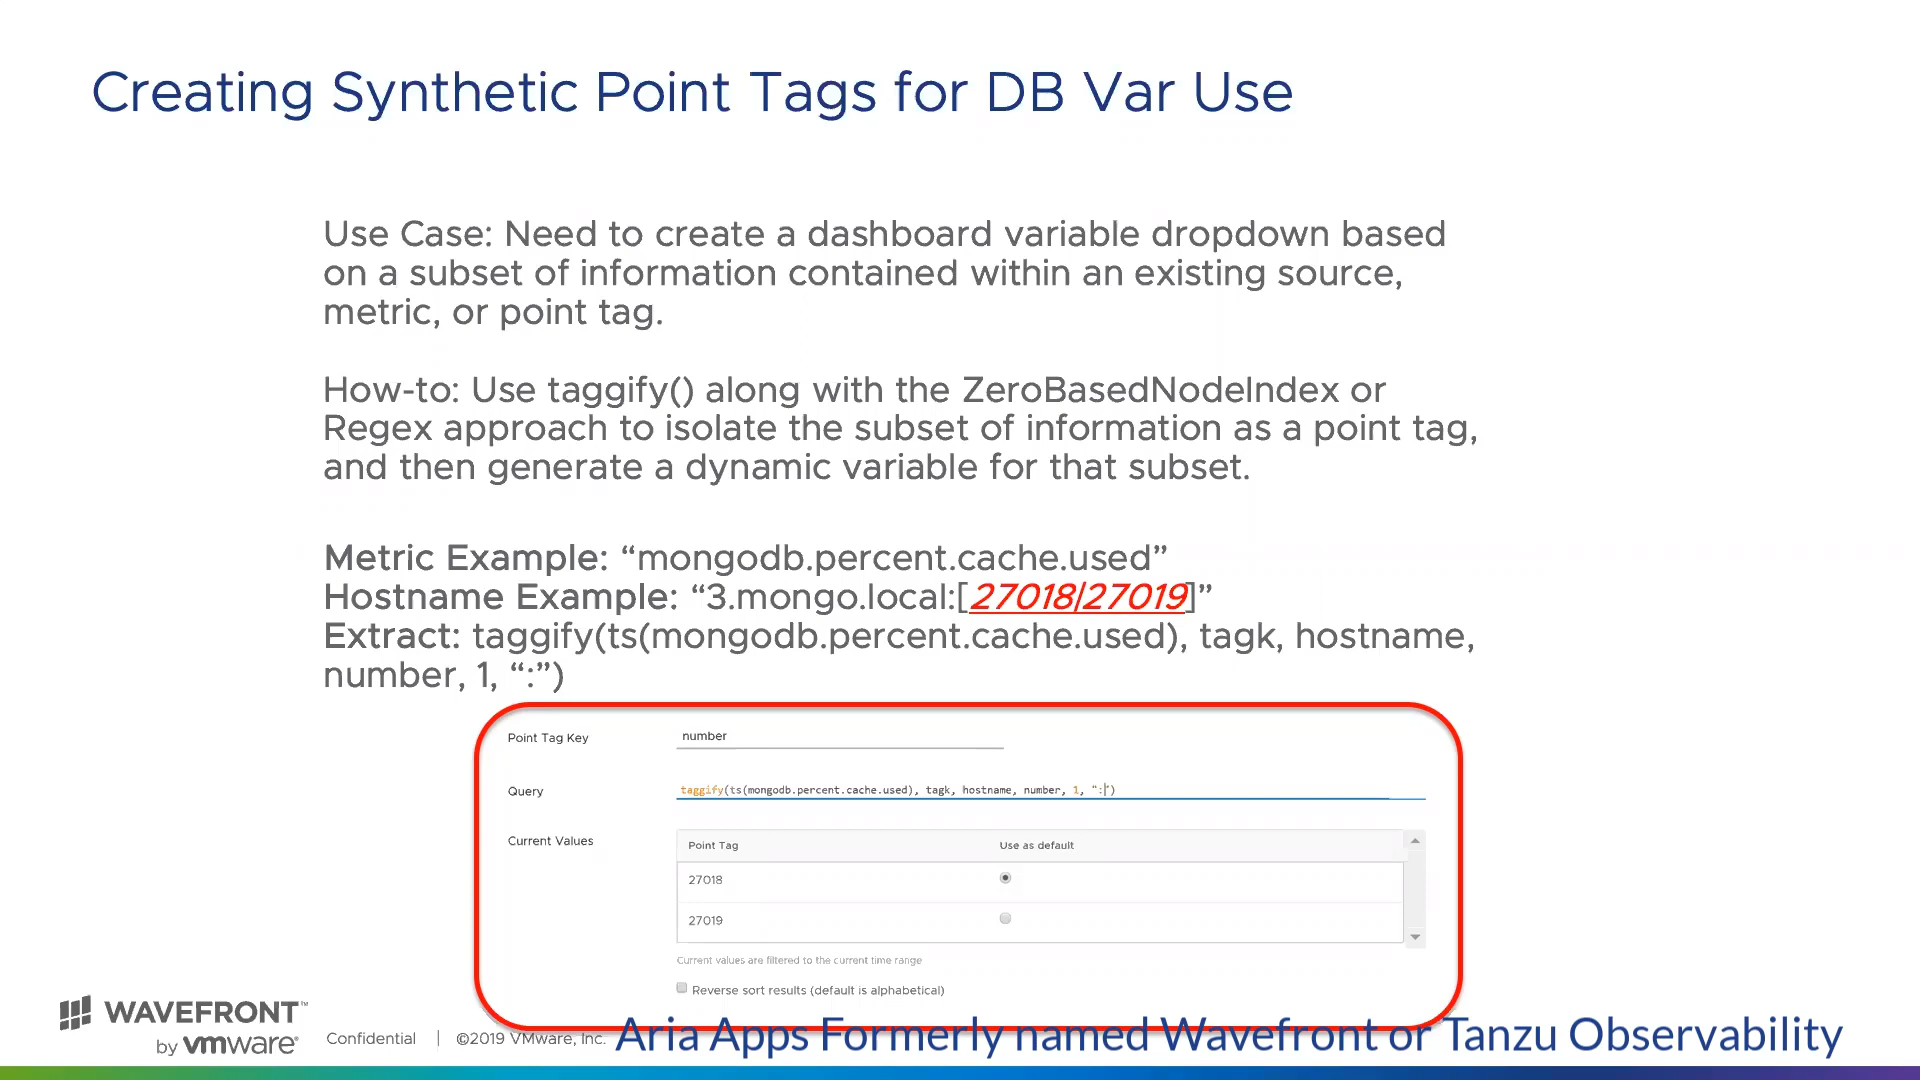 Creating Synthetic Point Tags for DB Var Use
Use Case: Need to create a dashboard variable dropdown based
on a subset of information contained within an existing source,
metric, or point tag.
How-to: Use taggify() along with the ZeroBasedNodeIndex or
Regex approach to isolate the subset of information as a point tag,
and then generate a dynamic variable for that subset.
Metric Example: “mongodb.percent.cache.used”
Hostname Example: “3.mongo.local:[27018|27019]”
Extract: taggify(ts(mongodb.percent.cache.used), tagk, hostname,
number, 1, “:”)
Point Tag Key number
Query taggify(ts(mongodb.percent.cache.used), tagk, hostname, number, 1, ":")
Current Values Point Tag Use as default
27018
27019
Current values are filtered to the current time range
Reverse sort results (default is alphabetical)
WAVEFRONT™
by vmware®
Confidential | ©2019 VMware, Inc.
Aria Apps Formerly named Wavefront or Tanzu Observability